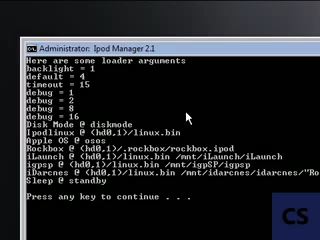 Administrator: Ipod Manager 2.1
Here are some loader arguments
backlight = 1
default = 4
timeout = 15
debug = 1
debug = 2
debug = 8
debug = 16
Disk Mode @ diskmode
Ipodlinux @ (hd0,1)/linux.bin
Apple OS @ osos
Rockbox @ (hd0,1)/.rockbox/rockbox.ipod
iLaunch @ (hd0,1)/linux.bin /mnt/iLaunch/iLaunch
igpsp @ (hd0,1)/linux.bin /mnt/igpSP/igpsp
iDarcnes @ (hd0,1)/linux.bin /mnt/idarcnes/idarcnes/"Ro
Sleep @ standby
Press any key to continue . . .
CS